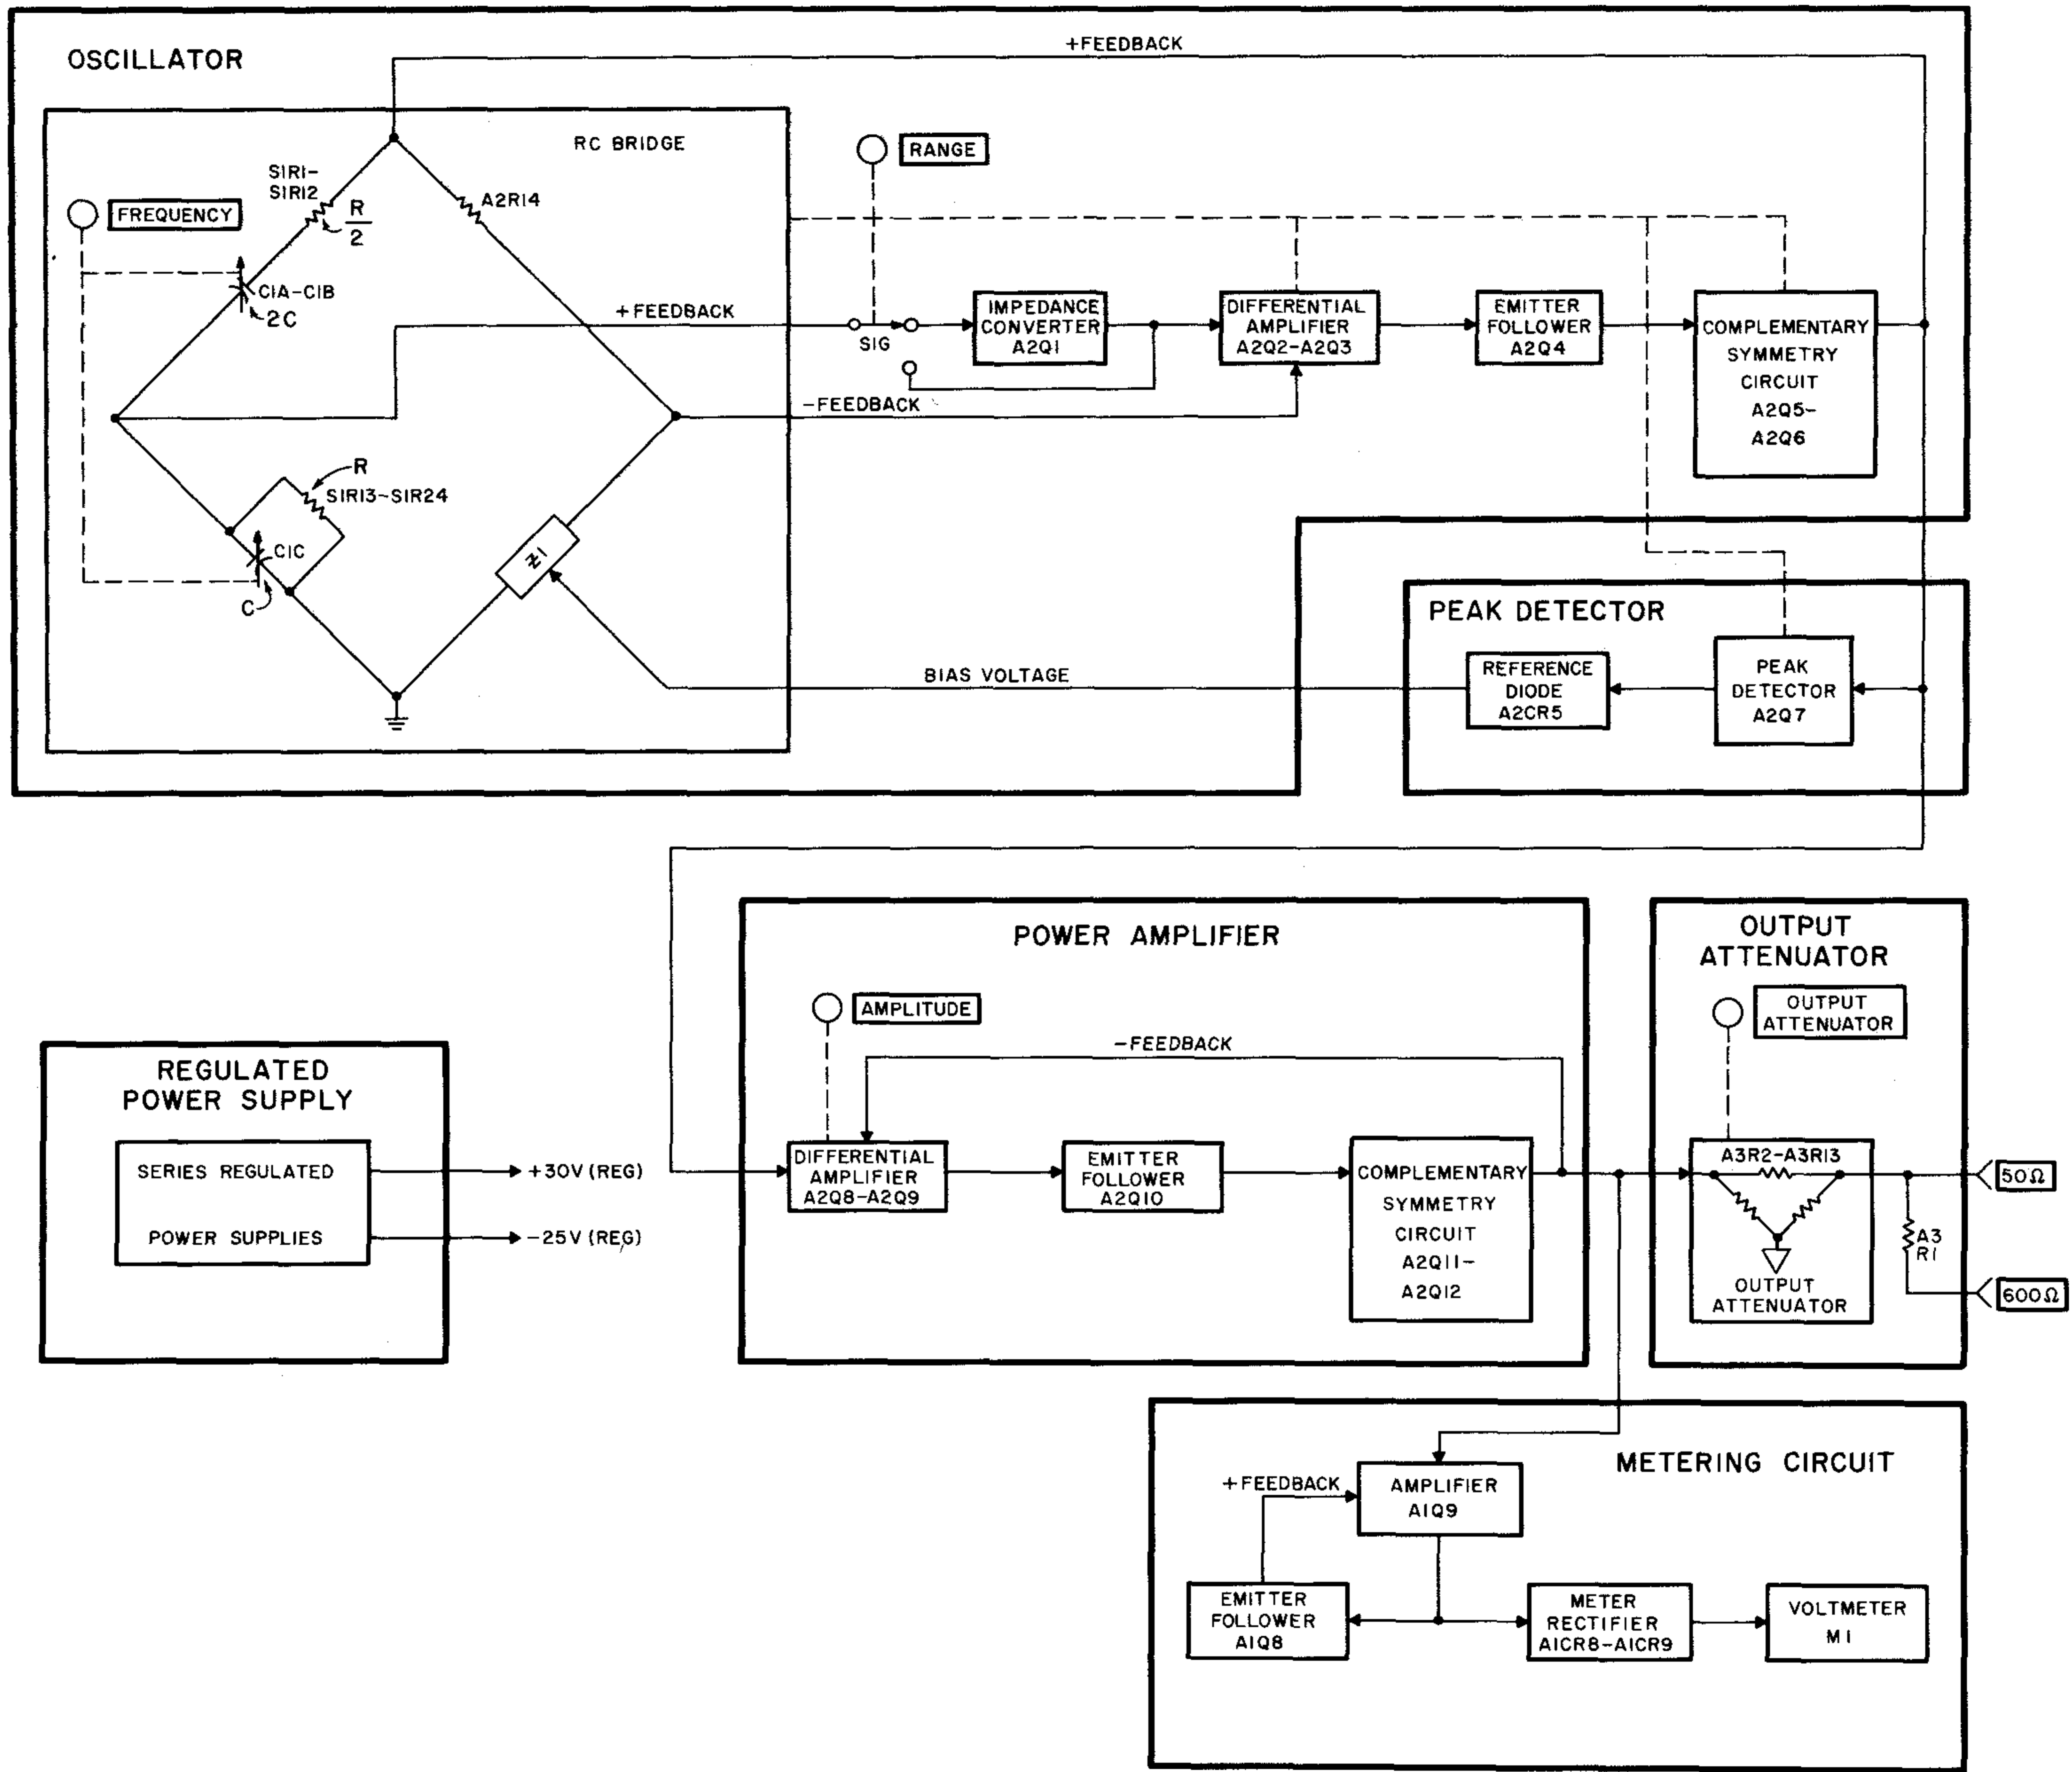 OSCILLATOR
+FEEDBACK
RC BRIDGE
RANGE
S1R1-
S1R12
R
2
A2R14
FREQUENCY
C1A-C1B
2C
+FEEDBACK
SIG
IMPEDANCE
CONVERTER
A2Q1
DIFFERENTIAL
AMPLIFIER
A2Q2-A2Q3
EMITTER
FOLLOWER
A2Q4
COMPLEMENTARY
SYMMETRY
CIRCUIT
A2Q5-
A2Q6
-FEEDBACK
R
S1R13-S1R24
C1C
C
Z1
BIAS VOLTAGE
PEAK DETECTOR
REFERENCE
DIODE
A2CR5
PEAK
DETECTOR
A2Q7
POWER AMPLIFIER
AMPLITUDE
-FEEDBACK
DIFFERENTIAL
AMPLIFIER
A2Q8-A2Q9
EMITTER
FOLLOWER
A2Q10
COMPLEMENTARY
SYMMETRY
CIRCUIT
A2Q11-
A2Q12
OUTPUT
ATTENUATOR
OUTPUT
ATTENUATOR
A3R2-A3R13
OUTPUT
ATTENUATOR
50Ω
A3
R1
600Ω
REGULATED
POWER SUPPLY
SERIES REGULATED
POWER SUPPLIES
+30V (REG)
-25V (REG)
METERING CIRCUIT
+FEEDBACK
AMPLIFIER
A1Q9
EMITTER
FOLLOWER
A1Q8
METER
RECTIFIER
A1CR8-A1CR9
VOLTMETER
M1